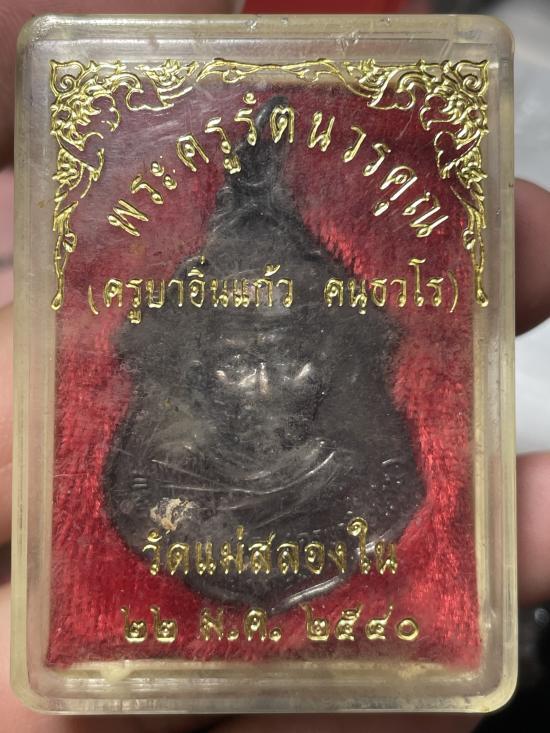 พระครูรัตนวรคุณ
(ครูบาอิ่นแก้ว คนฺธวโร)
วัดแม่สลองใน
๒๒ ม.ค. ๒๕๔๐